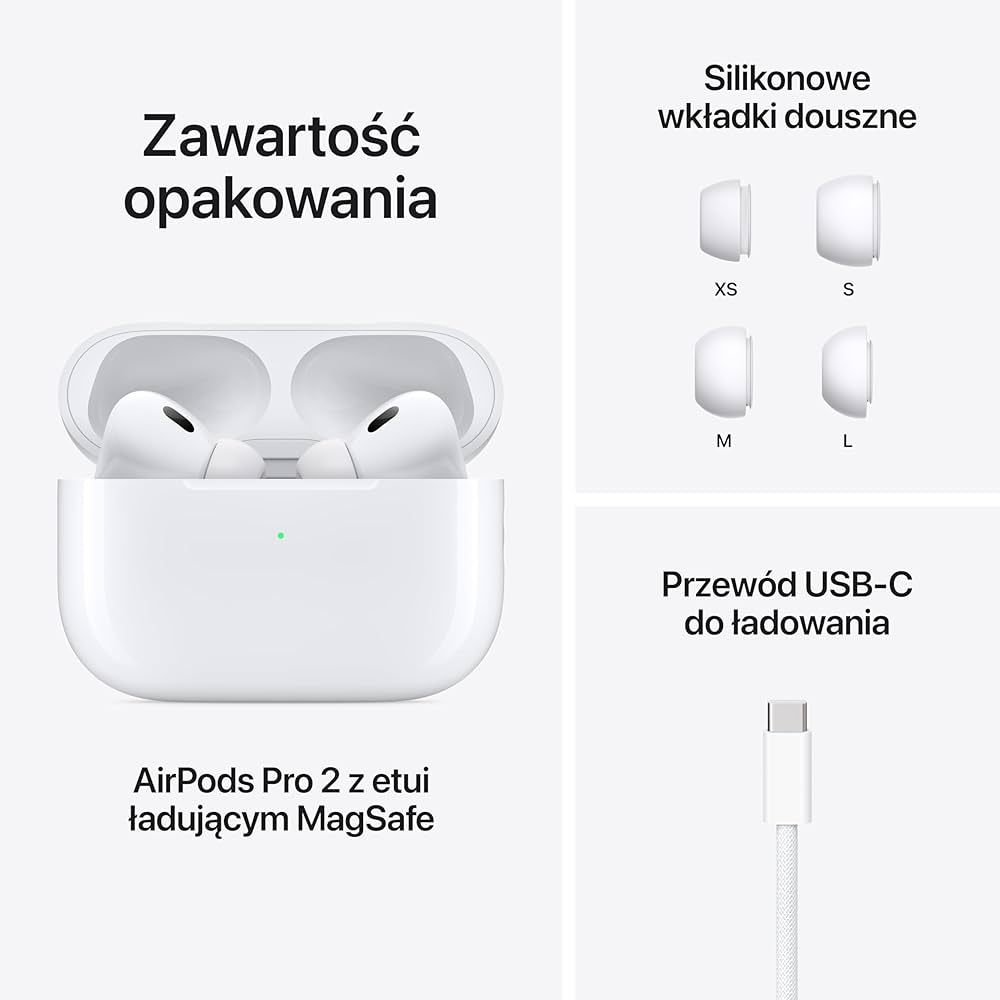 Zawartość
opakowania
AirPods Pro 2 z etui
ładującym MagSafe
Silikonowe
wkładki douszne
XS
S
M
L
Przewód USB-C
do ładowania